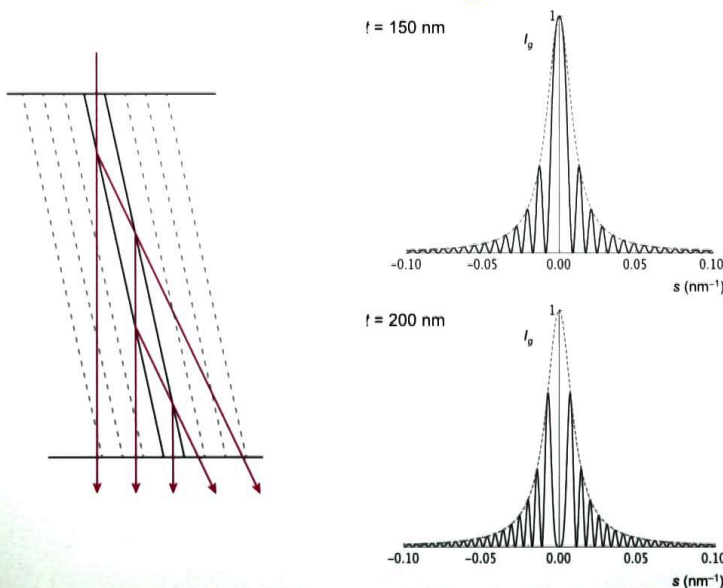 t = 150 nm
1
I_g
-0.10 -0.05 0.00 0.05 0.10
s (nm⁻¹)
t = 200 nm
1
I_g
-0.10 -0.05 0.00 0.05 0.10
s (nm⁻¹)